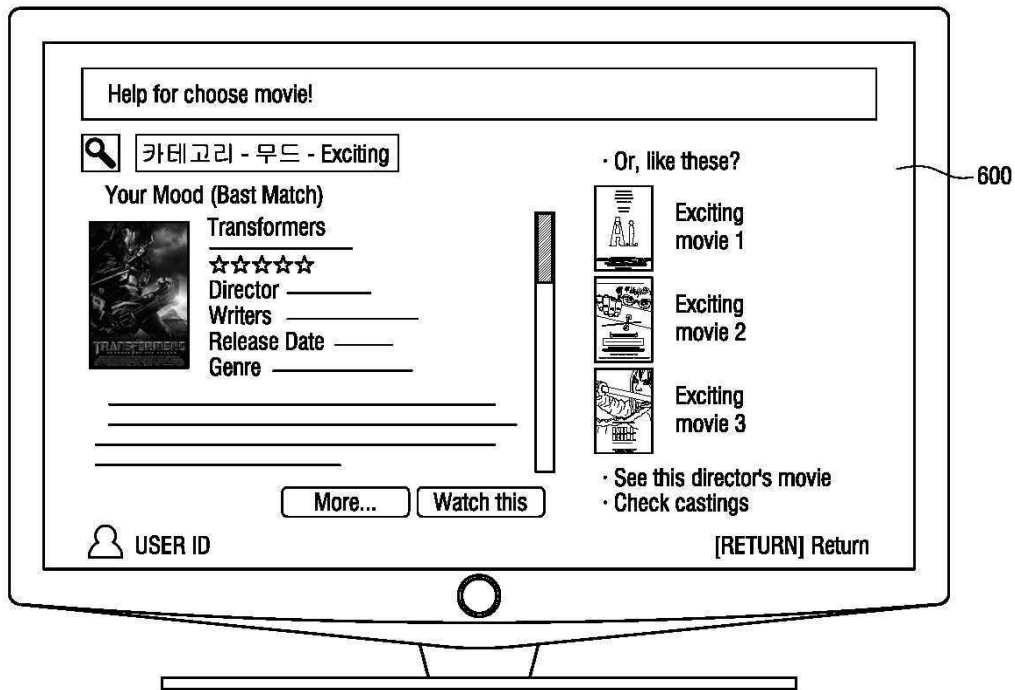 Help for choose movie!
카테고리 - 무드 - Exciting
Your Mood (Bast Match)
Transformers
Director
Writers
Release Date
Genre
TRANSFORMERS
More...
Watch this
· Or, like these?
A.i.
Exciting
movie 1
Exciting
movie 2
Exciting
movie 3
· See this director's movie
· Check castings
USER ID
[RETURN] Return
600